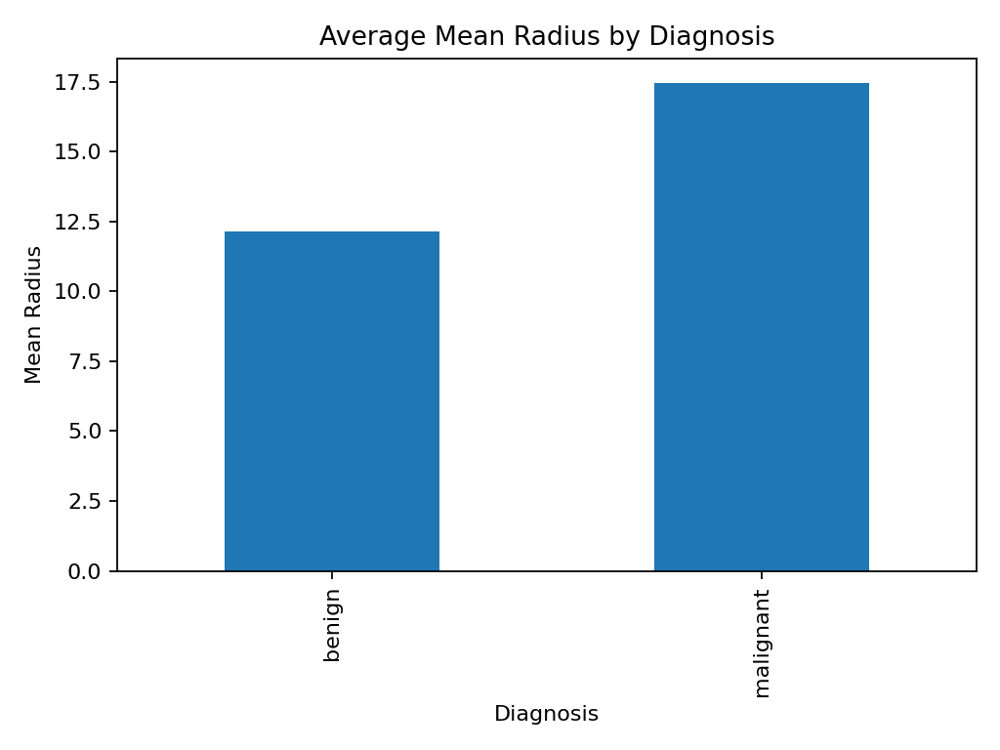 Average Mean Radius by Diagnosis
17.5
15.0
12.5
10.0
7.5
5.0
2.5
0.0
Mean Radius
benign
malignant
Diagnosis